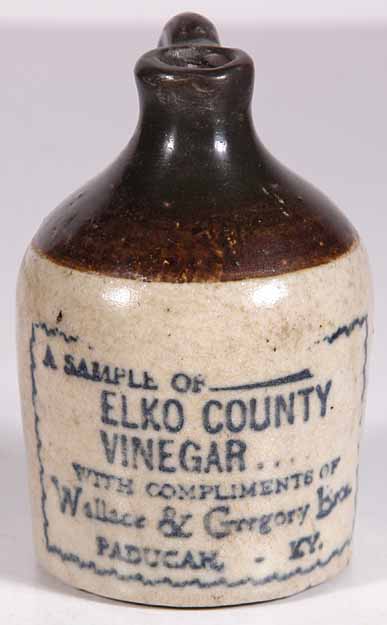 A SAMPLE OF
ELKO COUNTY
VINEGAR....
WITH COMPLIMENTS OF
Wallace & Gregory Bros.
PADUCAH, - KY.